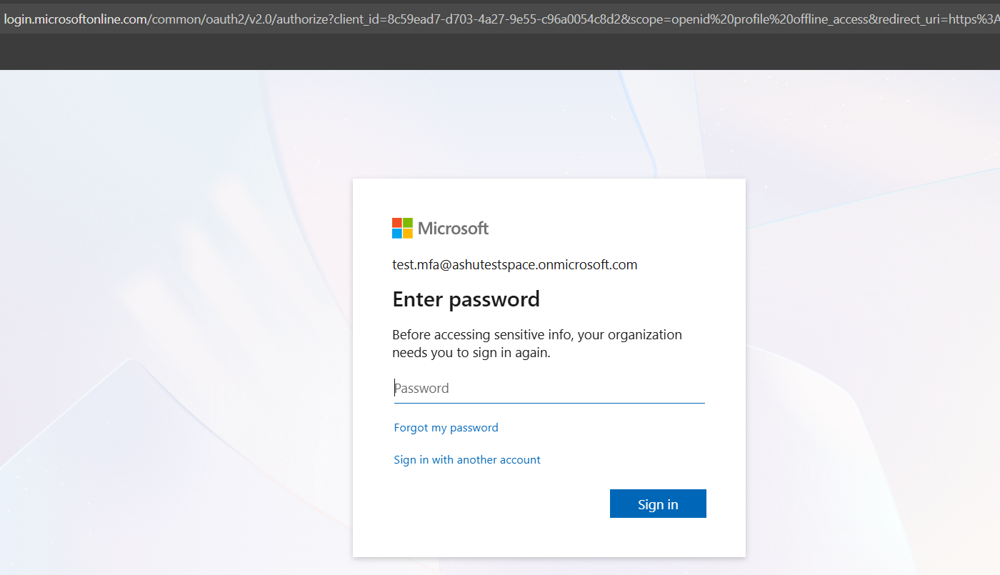 login.microsoftonline.com/common/oauth2/v2.0/authorize?client_id=8c59ead7-d703-4a27-9e55-c96a0054c8d2&scope=openid%20profile%20offline_access&redirect_uri=https%3A
Microsoft
test.mfa@ashutestspace.onmicrosoft.com
Enter password
Before accessing sensitive info, your organization
needs you to sign in again.
Password
Forgot my password
Sign in with another account
Sign in